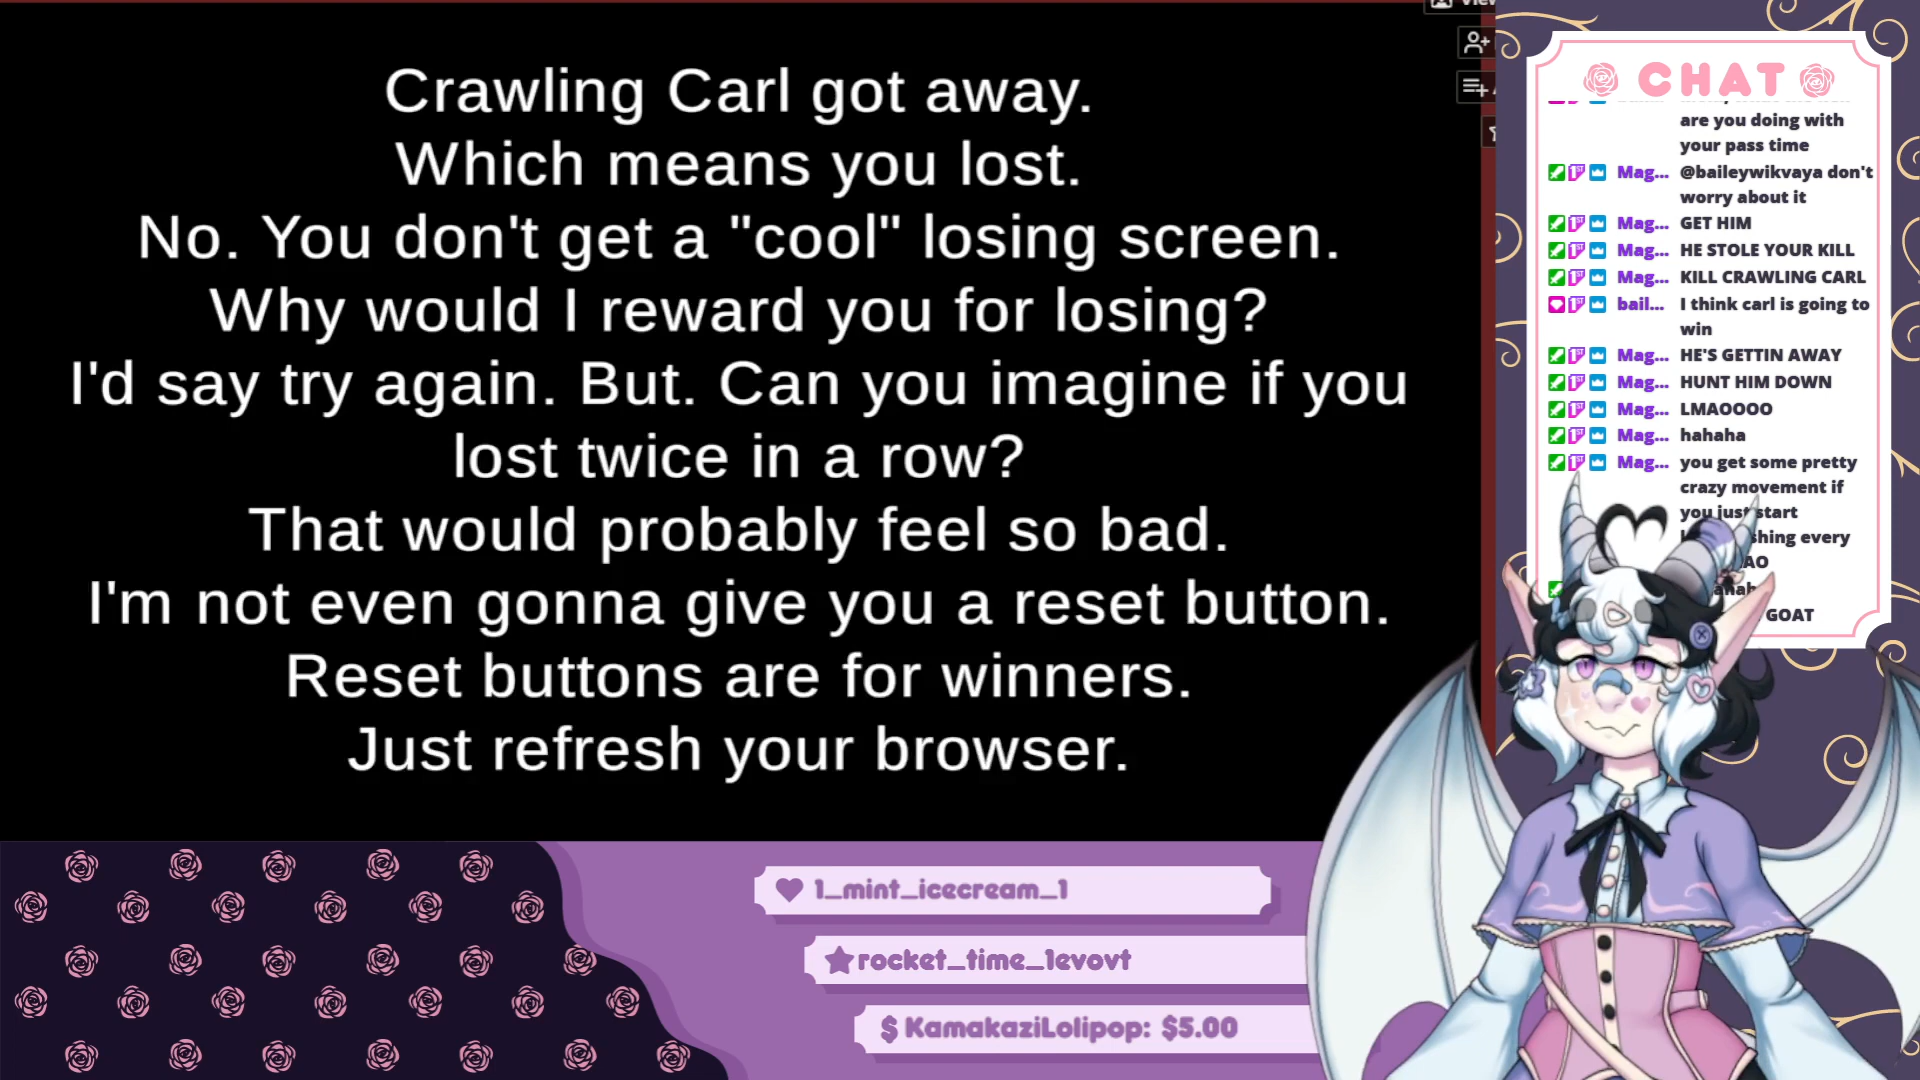 Crawling Carl got away.
Which means you lost.
No. You don't get a "cool" losing screen.
Why would I reward you for losing?
I'd say try again. But. Can you imagine if you
lost twice in a row?
That would probably feel so bad.
I'm not even gonna give you a reset button.
Reset buttons are for winners.
Just refresh your browser.
CHAT
are you doing with
your pass time
Mag... @baileywikvaya don't
worry about it
Mag... GET HIM
Mag... HE STOLE YOUR KILL
Mag... KILL CRAWLING CARL
bail... I think carl is going to
win
Mag... HE'S GETTIN AWAY
Mag... HUNT HIM DOWN
Mag... LMAOOOO
Mag... hahaha
Mag... you get some pretty
crazy movement if
you just start
every
GOAT
1_mint_icecream_1
rocket_time_1evovt
$ KamakaziLolipop: $5.00